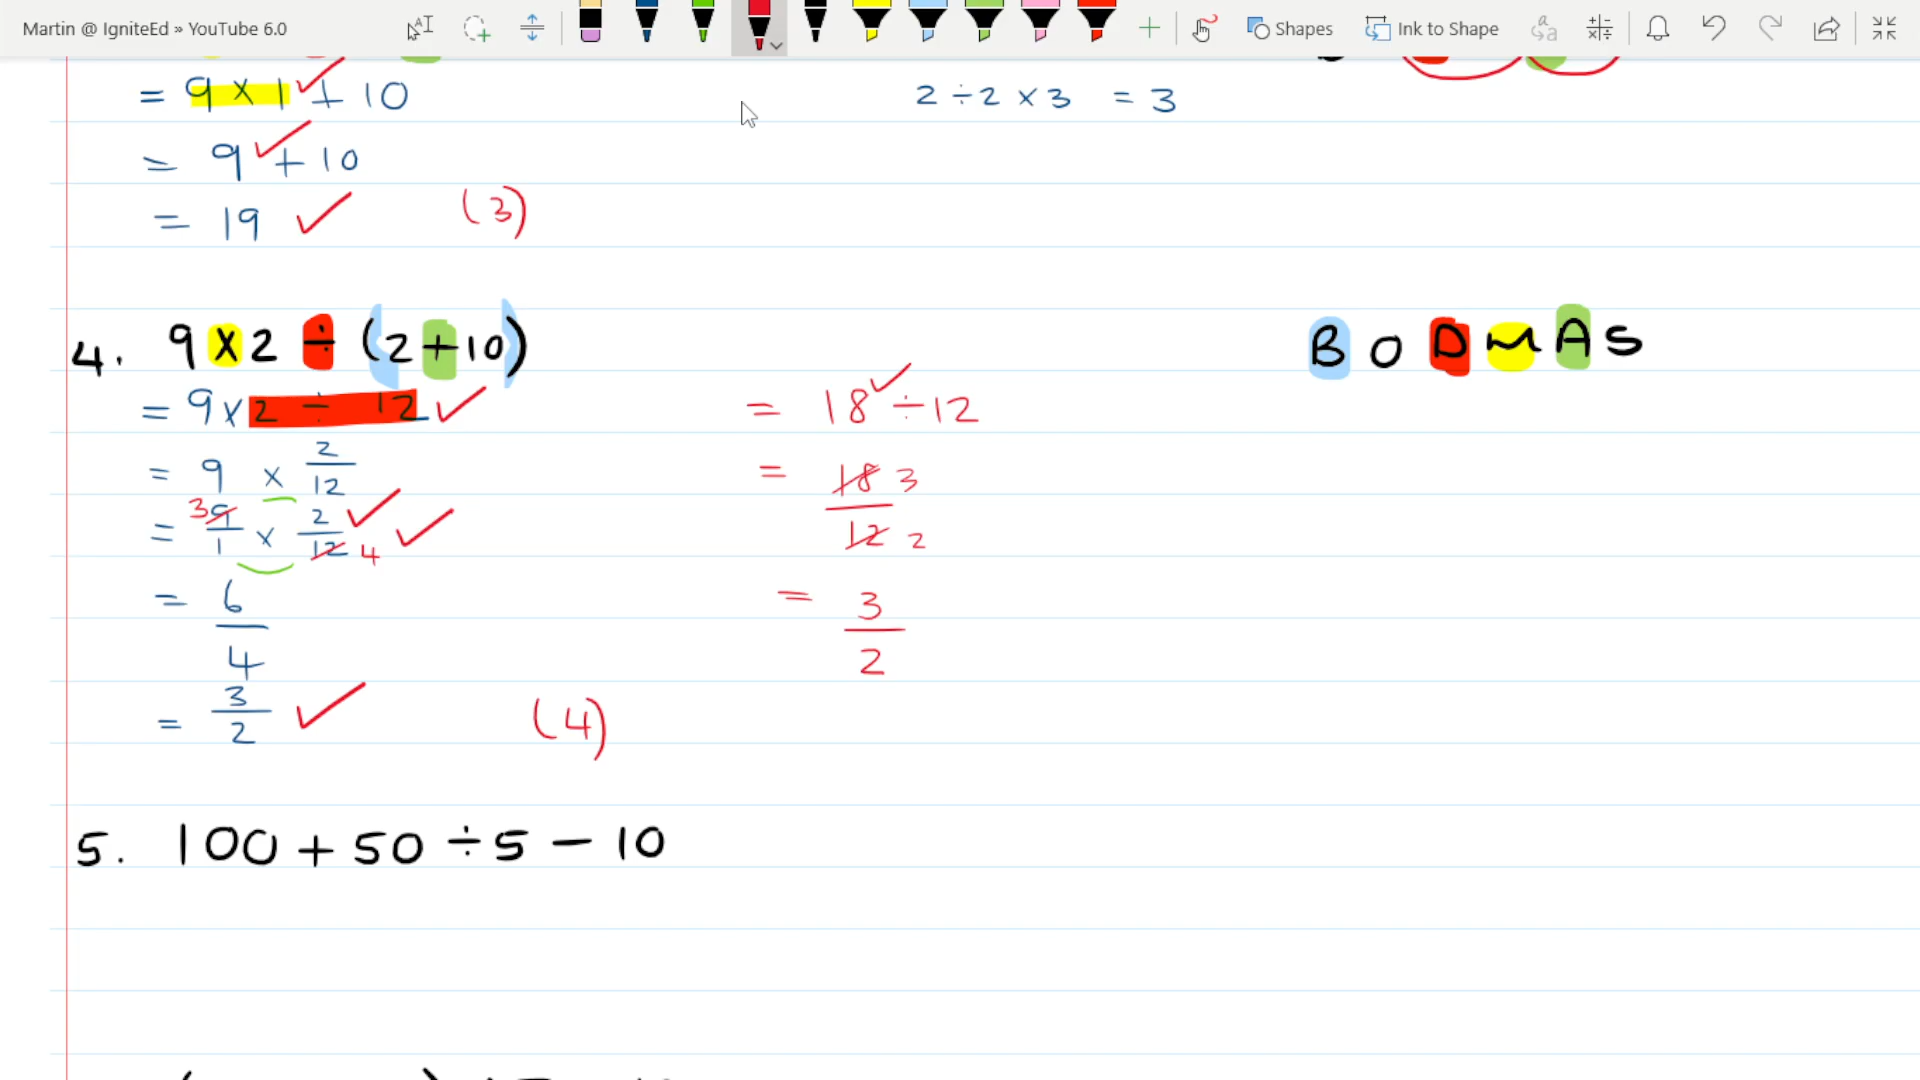 Martin @ IgniteEd » YouTube 6.0
Shapes
Ink to Shape
= 9 × 1 + 10
2 ÷ 2 × 3 = 3
= 9 + 10
= 19 (3)
4. 9 × 2 ÷ (2 + 10)
BODMAS
= 9 × 2 ÷ 12
= 18 ÷ 12
= 9 × 2/12
= 18/12 3 2
= 3 9/1 × 2/12 4
= 6/4
= 3/2
= 3/2 (4)
5. 100 + 50 ÷ 5 − 10